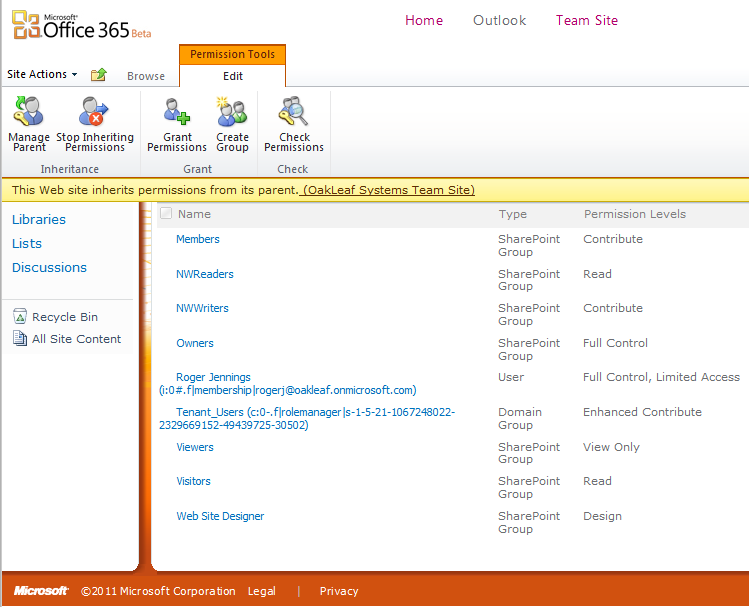 Microsoft®
Office 365 Beta
Home Outlook Team Site
Permission Tools
Site Actions Browse Edit
Manage Parent
Stop Inheriting Permissions
Grant Permissions
Create Group
Check Permissions
Inheritance Grant Check
This Web site inherits permissions from its parent. (OakLeaf Systems Team Site)
Libraries
Lists
Discussions
Recycle Bin
All Site Content
Name Type Permission Levels
Members SharePoint Group Contribute
NWReaders SharePoint Group Read
NWWriters SharePoint Group Contribute
Owners SharePoint Group Full Control
Roger Jennings User Full Control, Limited Access
(i:0#.f|membership|rogerj@oakleaf.onmicrosoft.com)
Tenant_Users (c:0-.f|rolemanager|s-1-5-21-1067248022-
2329669152-49439725-30502) Domain Group Enhanced Contribute
Viewers SharePoint Group View Only
Visitors SharePoint Group Read
Web Site Designer SharePoint Group Design
Microsoft ©2011 Microsoft Corporation Legal | Privacy